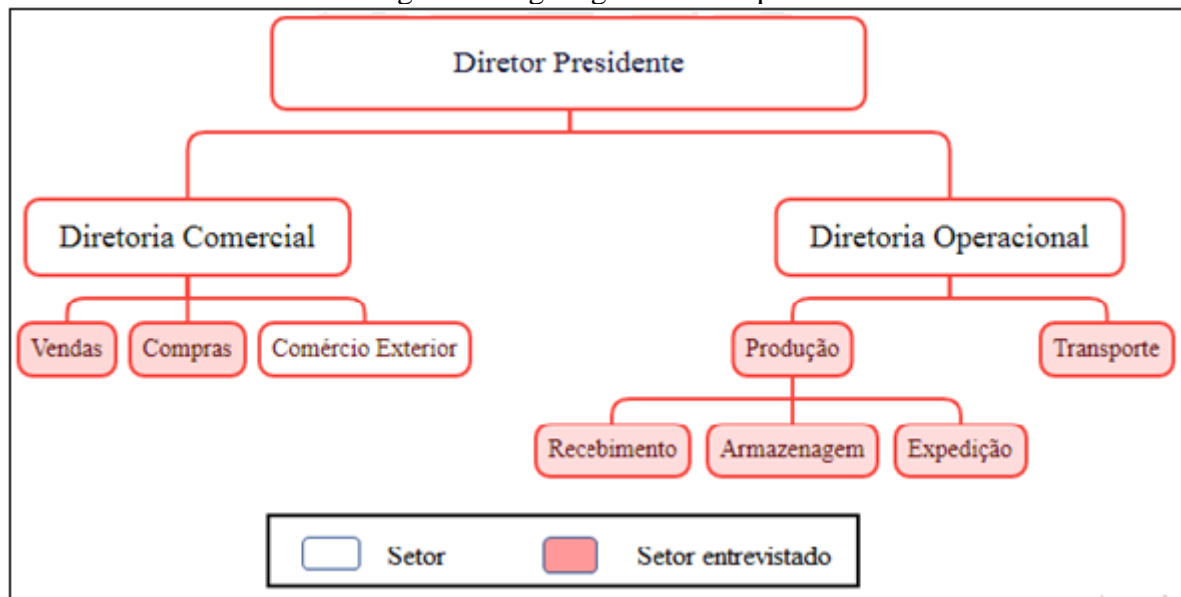 Diretor Presidente
Diretoria Comercial
Diretoria Operacional
Vendas
Compras
Comércio Exterior
Produção
Transporte
Recebimento
Armazenagem
Expedição
Setor
Setor entrevistado